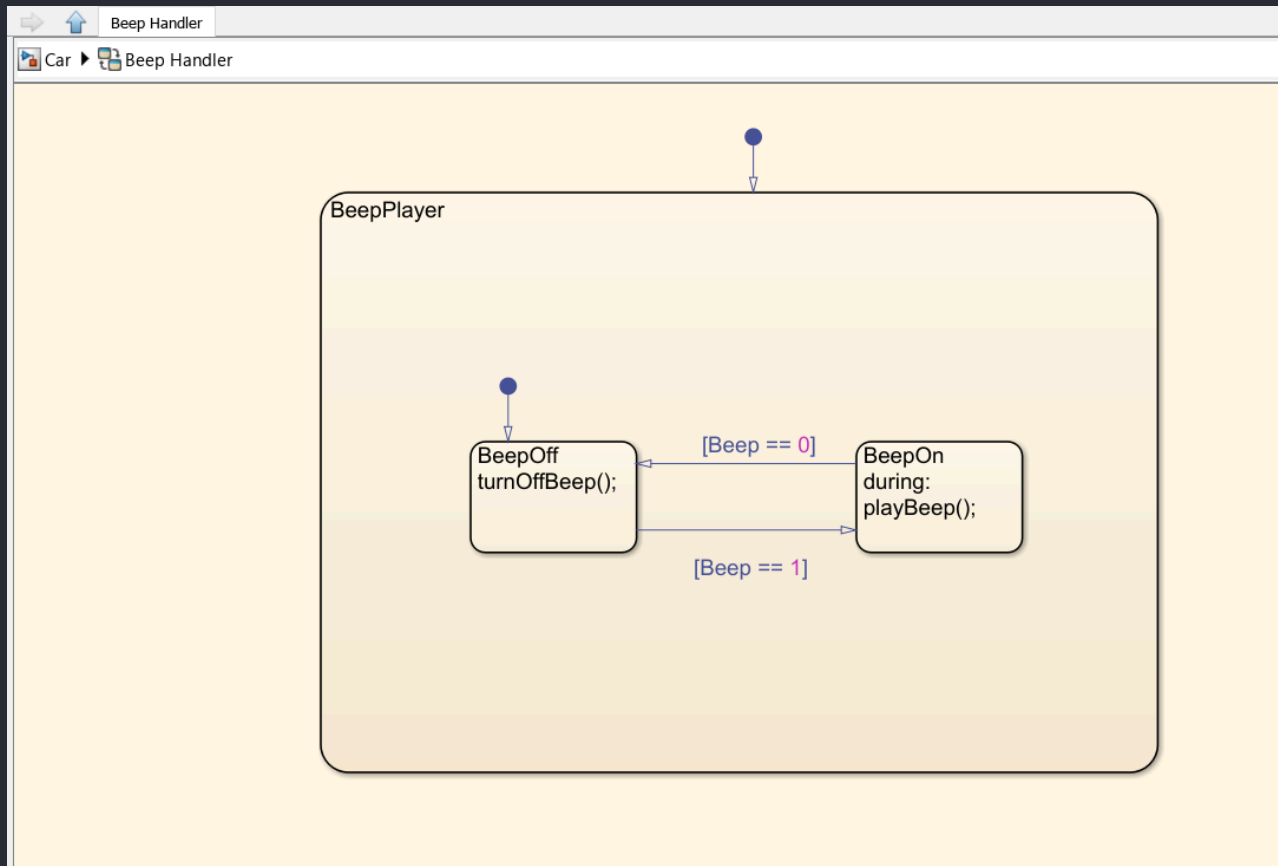 Beep Handler
Car Beep Handler
BeepPlayer
BeepOff
turnOffBeep();
[Beep == 0]
BeepOn
during:
playBeep();
[Beep == 1]